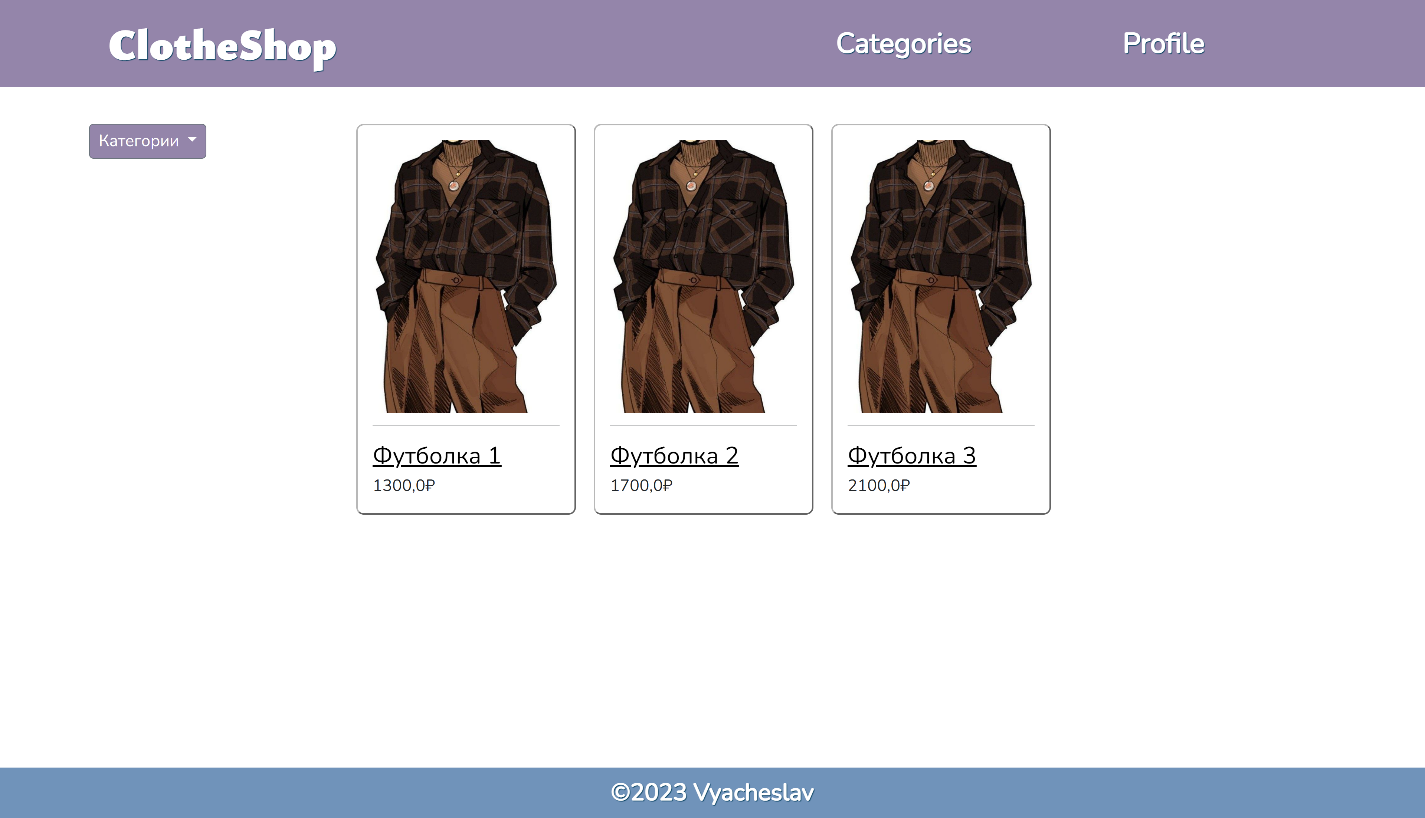 ClotheShop
Categories
Profile
Категории
Футболка 1
1300,0₽
Футболка 2
1700,0₽
Футболка 3
2100,0₽
©2023 Vyacheslav